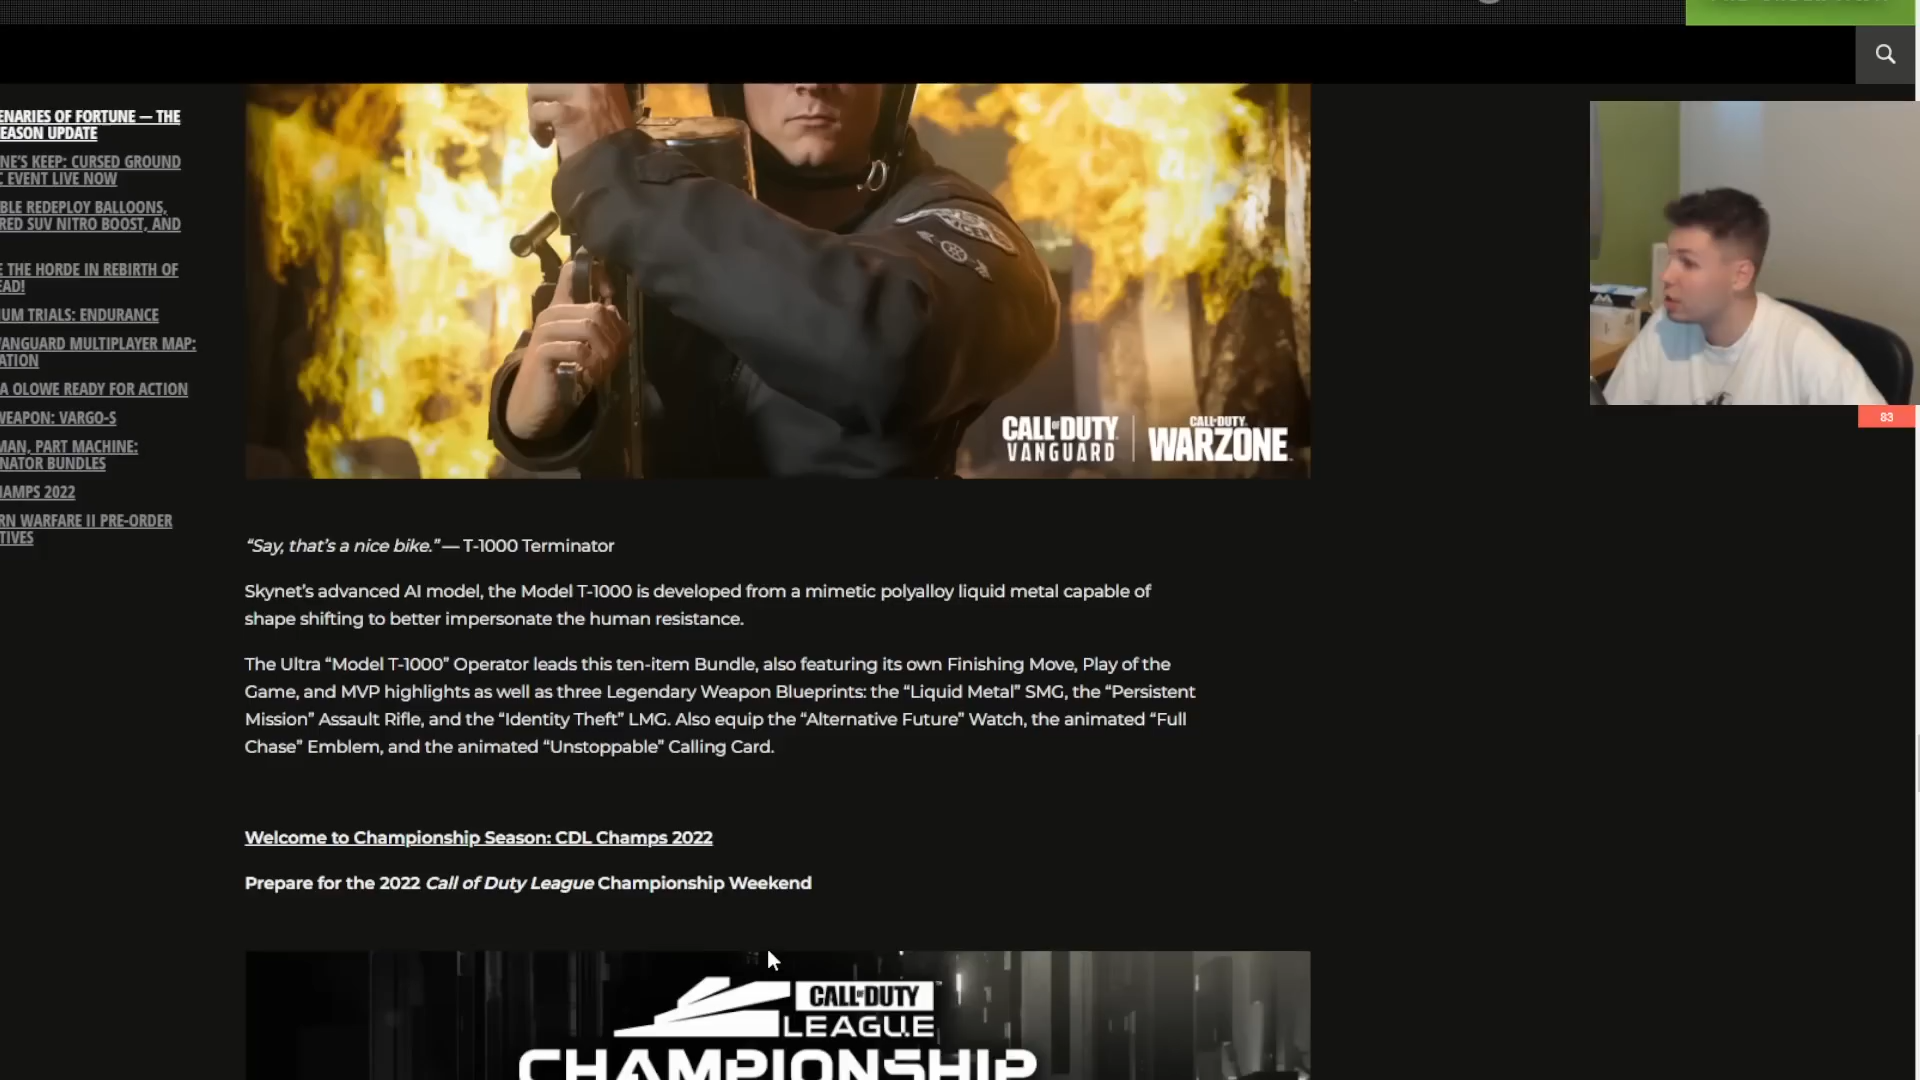 ENARIES OF FORTUNE — THE
EASON UPDATE
NE'S KEEP: CURSED GROUND
C EVENT LIVE NOW
BLE REDEPLOY BALLOONS,
RED SUV NITRO BOOST, AND
E THE HORDE IN REBIRTH OF
EAD!
IUM TRIALS: ENDURANCE
VANGUARD MULTIPLAYER MAP:
ATION
A OLOWE READY FOR ACTION
WEAPON: VARGO-S
MAN, PART MACHINE:
NATOR BUNDLES
HAMPS 2022
RN WARFARE II PRE-ORDER
TIVES
CALL OF DUTY
VANGUARD
CALL OF DUTY
WARZONE
83
“Say, that’s a nice bike.” — T-1000 Terminator
Skynet’s advanced AI model, the Model T-1000 is developed from a mimetic polyalloy liquid metal capable of
shape shifting to better impersonate the human resistance.
The Ultra “Model T-1000” Operator leads this ten-item Bundle, also featuring its own Finishing Move, Play of the
Game, and MVP highlights as well as three Legendary Weapon Blueprints: the “Liquid Metal” SMG, the “Persistent
Mission” Assault Rifle, and the “Identity Theft” LMG. Also equip the “Alternative Future” Watch, the animated “Full
Chase” Emblem, and the animated “Unstoppable” Calling Card.
Welcome to Championship Season: CDL Champs 2022
Prepare for the 2022 Call of Duty League Championship Weekend
CALL OF DUTY
LEAGUE
CHAMPIONSHIP